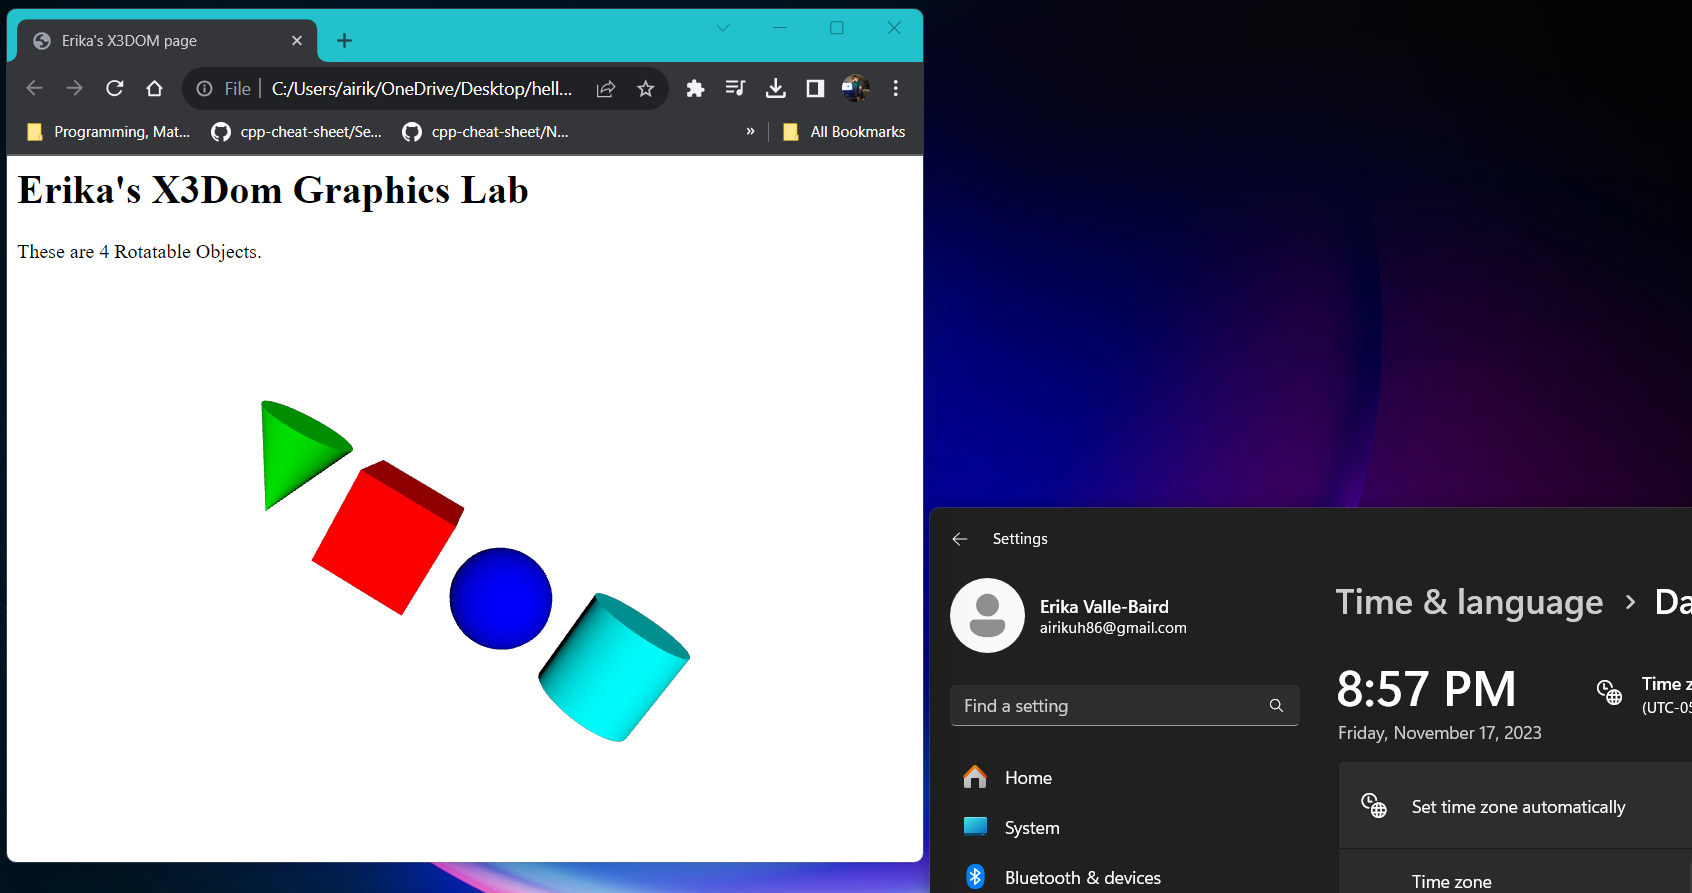 Erika's X3DOM page
File
C:/Users/airik/OneDrive/Desktop/hell...
Programming, Mat...
cpp-cheat-sheet/Se...
cpp-cheat-sheet/N...
»
All Bookmarks
Erika's X3Dom Graphics Lab
These are 4 Rotatable Objects.
Settings
Erika Valle-Baird
airikuh86@gmail.com
Find a setting
Home
System
Bluetooth & devices
Time & language > Da
8:57 PM
Friday, November 17, 2023
Time z
(UTC-05
Set time zone automatically
Time zone